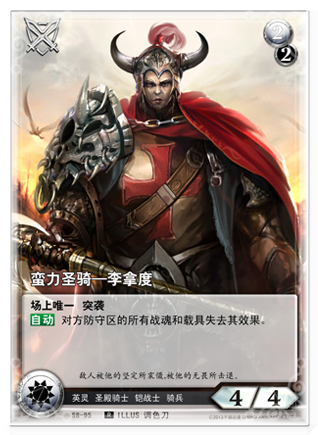 2
2
蛮力圣骑—李拿度
场上唯一 突袭
自动 对方防守区的所有战魂和载具失去其效果。
敌人被他的坚定所震慑,被他的无畏所击退。
S8-95 ILLUS 调色刀
英灵 圣殿骑士 铠战士 骑兵
4/4